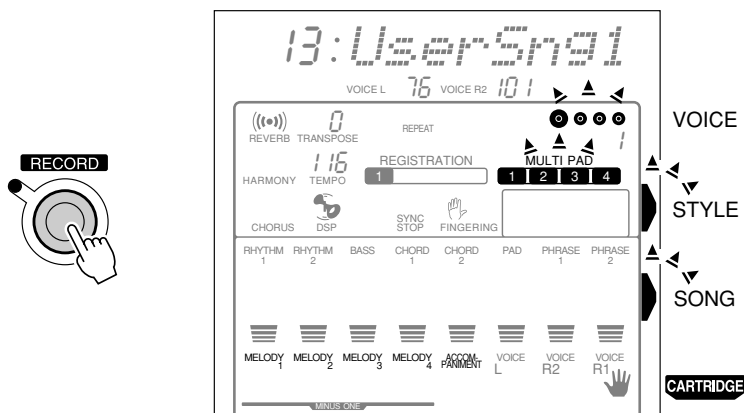 13:UserSng1
VOICE L 76 VOICE R2 101
REVERB 0 TRANSPOSE REPEAT 1
VOICE
RECORD
HARMONY 116 TEMPO REGISTRATION 1 MULTI PAD 1 2 3 4
STYLE
CHORUS DSP SYNC STOP FINGERING
RHYTHM 1 RHYTHM 2 BASS CHORD 1 CHORD 2 PAD PHRASE 1 PHRASE 2
SONG
MELODY 1 MELODY 2 MELODY 3 MELODY 4 ACCOM-PANIMENT VOICE L VOICE R2 VOICE R1
CARTRIDGE
MINUS ONE